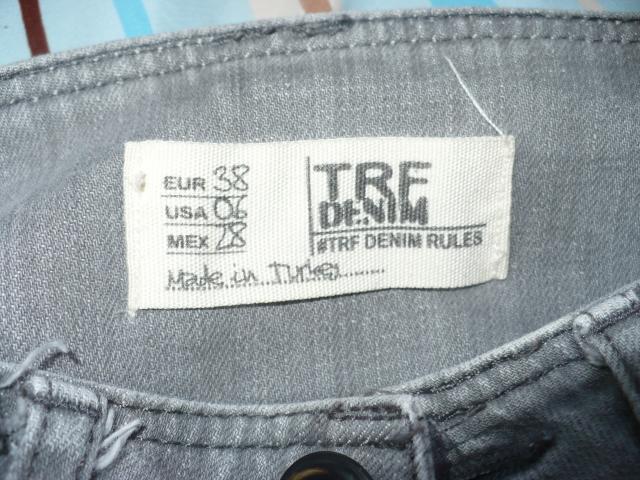 EUR 38
USA 06
MEX 28
Made in Turkey.........
TRF
DENIM
#TRF DENIM RULES